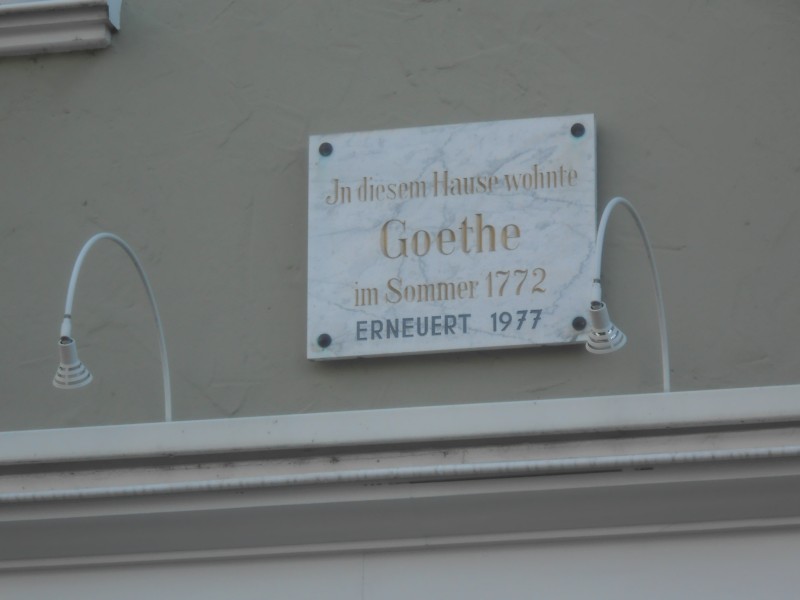 Jn diesem Hause wohnte
Goethe
im Sommer 1772
ERNEUERT 1977